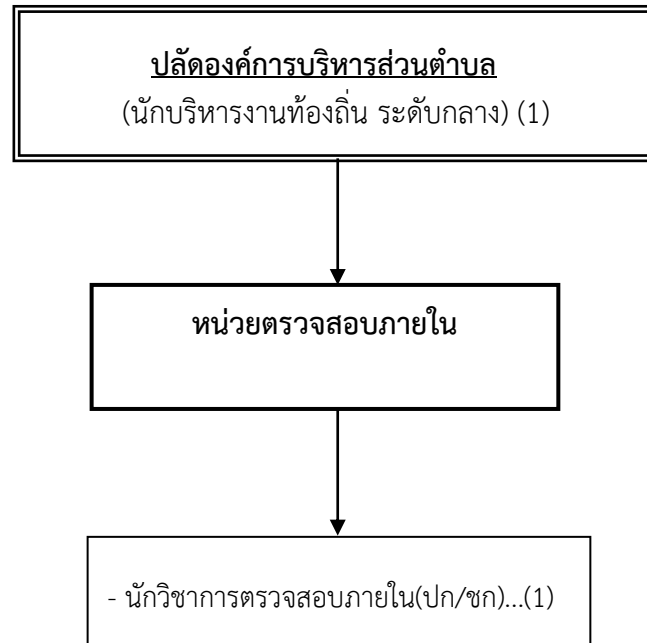 ปลัดองค์การบริหารส่วนตำบล
(นักบริหารงานท้องถิ่น ระดับกลาง) (1)
หน่วยตรวจสอบภายใน
- นักวิชาการตรวจสอบภายใน(ปก/ชก)...(1)